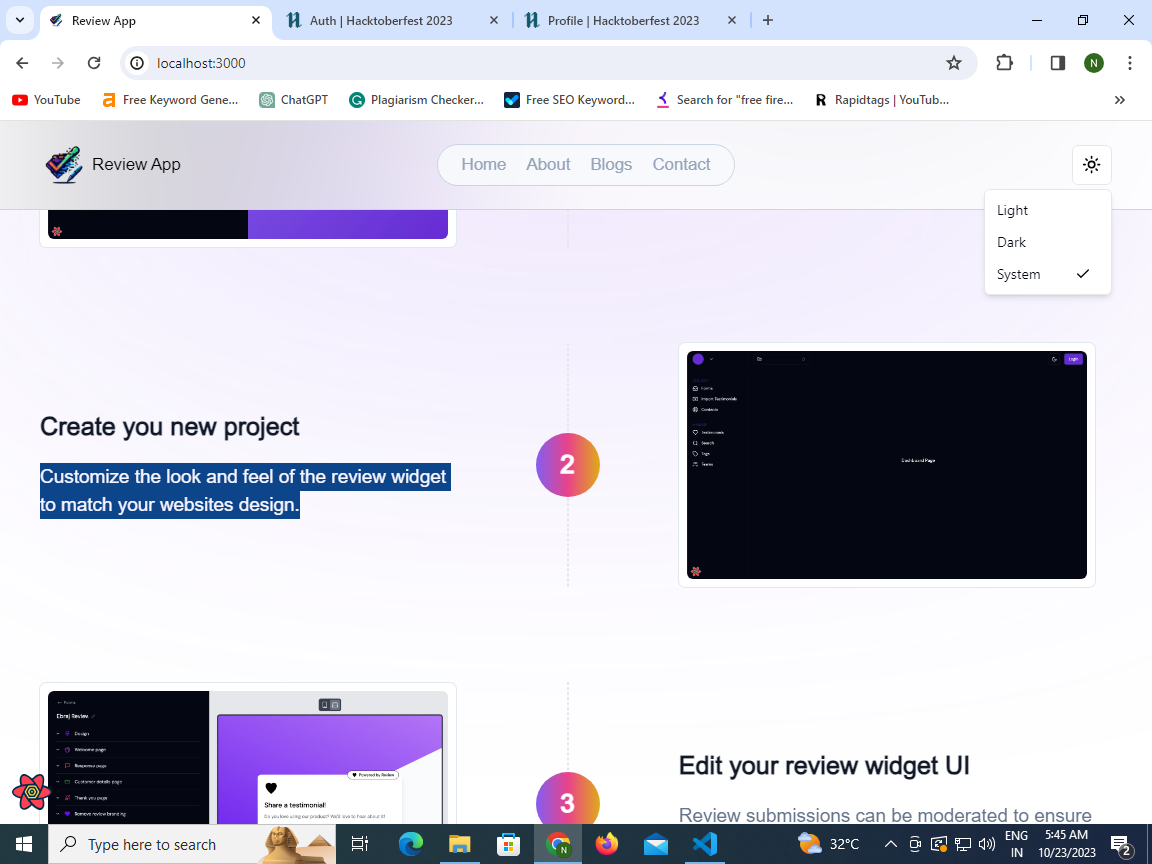 Review App
Auth | Hacktoberfest 2023
Profile | Hacktoberfest 2023
localhost:3000
N
YouTube
Free Keyword Gene...
ChatGPT
Plagiarism Checker...
Free SEO Keyword...
Search for "free fire...
R
Rapidtags | YouTub...
Review App
Home
About
Blogs
Contact
Light
Dark
System
Login
Forms
Import Testimonials
Contacts
Testimonials
Search
Tags
Teams
Dashboard Page
Create you new project
2
Customize the look and feel of the review widget
to match your websites design.
← Forms
Ebraj Review
Design
Welcome page
Response page
Customer details page
Thank you page
Remove review branding
Powered by Review
Share a testimonial!
Do you love using our product? We'd love to hear about it!
3
Edit your review widget UI
Review submissions can be moderated to ensure
Type here to search
N
32°C
ENG
IN
5:45 AM
10/23/2023
2